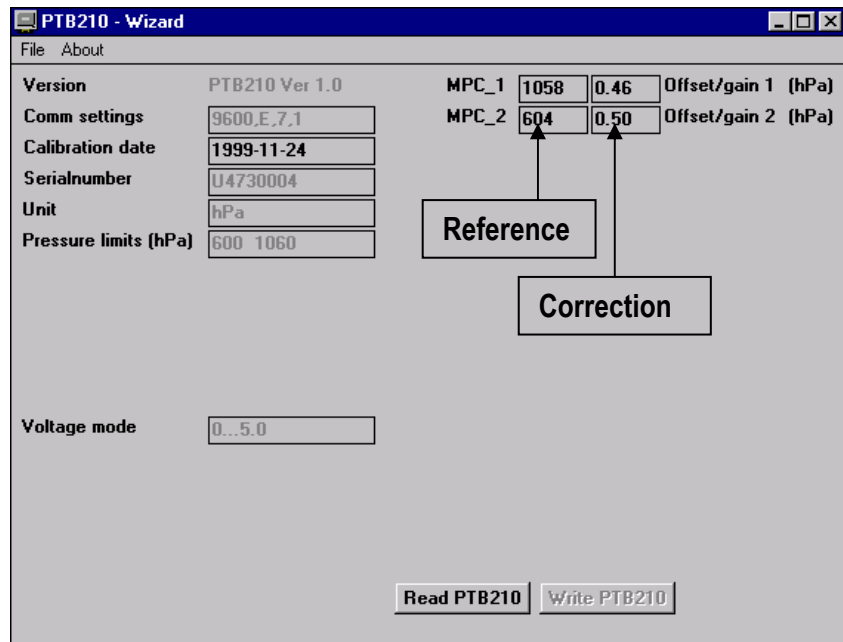 PTB210 - Wizard
File About
Version PTB210 Ver 1.0 MPC_1 1058 0.46 Offset/gain 1 (hPa)
Comm settings 9600,E,7,1 MPC_2 604 0.50 Offset/gain 2 (hPa)
Calibration date 1999-11-24
Serialnumber U4730004
Unit hPa
Pressure limits (hPa) 600 1060
Reference
Correction
Voltage mode 0...5.0
Read PTB210 Write PTB210